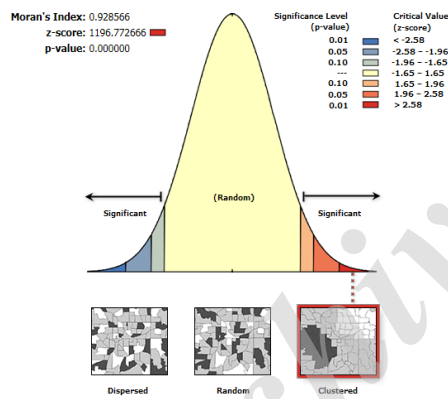 Moran's Index: 0.928566
z-score: 1196.772666
p-value: 0.000000
Significance Level (p-value)
Critical Value (z-score)
0.01 < -2.58
0.05 -2.58 – -1.96
0.10 -1.96 – -1.65
--- -1.65 – 1.65
0.10 1.65 – 1.96
0.05 1.96 – 2.58
0.01 > 2.58
Significant (Random) Significant
Dispersed Random Clustered